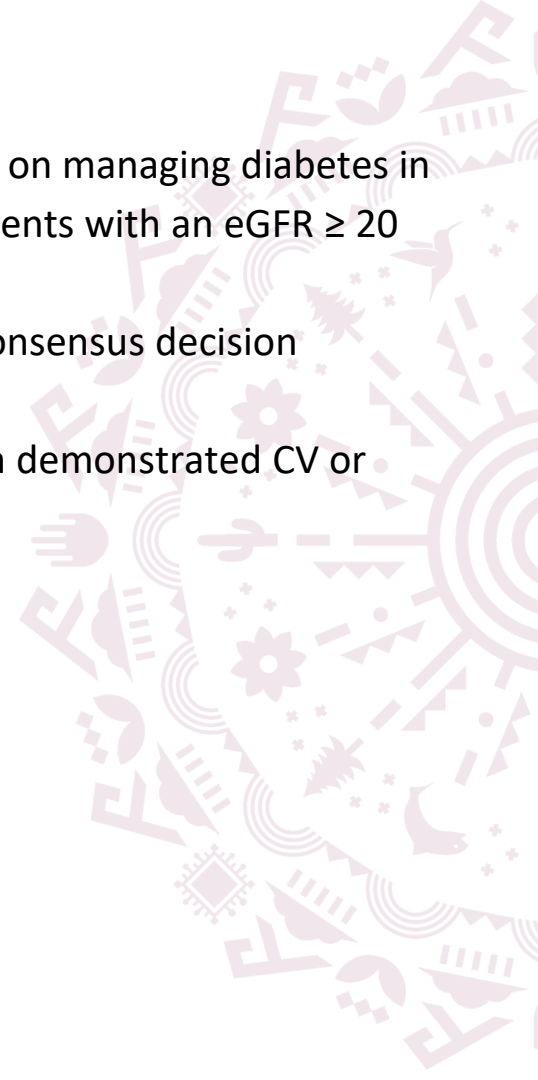 on managing diabetes in
ents with an eGFR ≥ 20
onsensus decision
demonstrated CV or